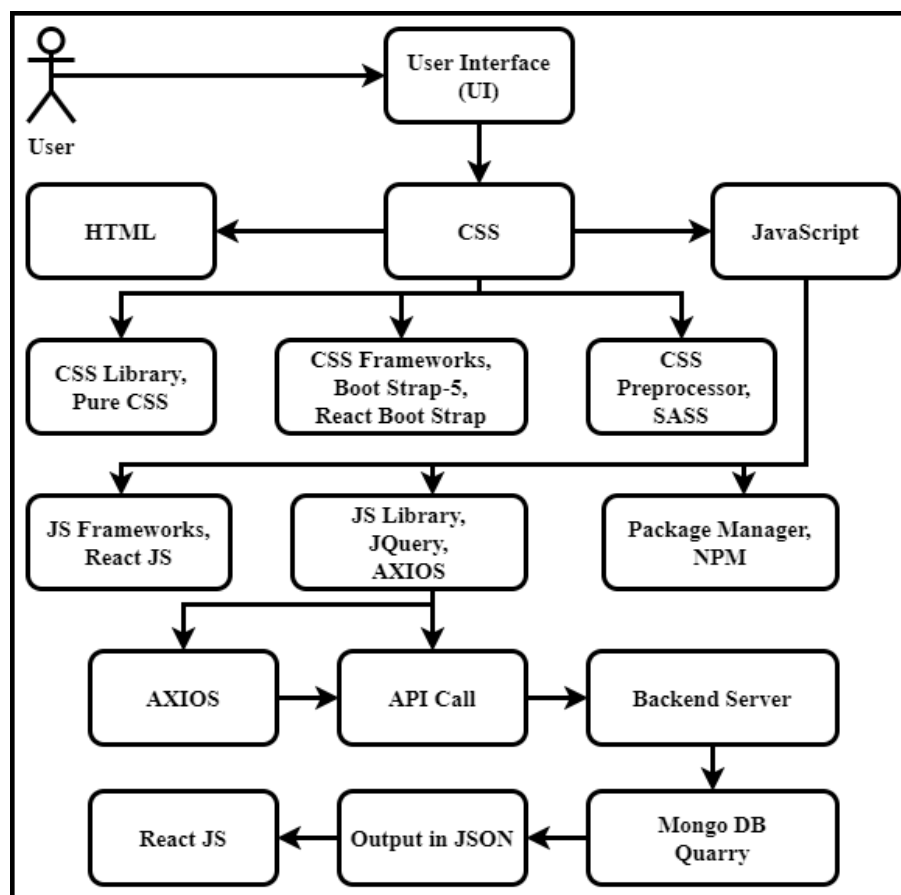 User Interface
(UI)
User
HTML
CSS
JavaScript
CSS Library,
Pure CSS
CSS Frameworks,
Boot Strap-5,
React Boot Strap
CSS
Preprocessor,
SASS
JS Frameworks,
React JS
JS Library,
JQuery,
AXIOS
Package Manager,
NPM
AXIOS
API Call
Backend Server
React JS
Output in JSON
Mongo DB
Quarry